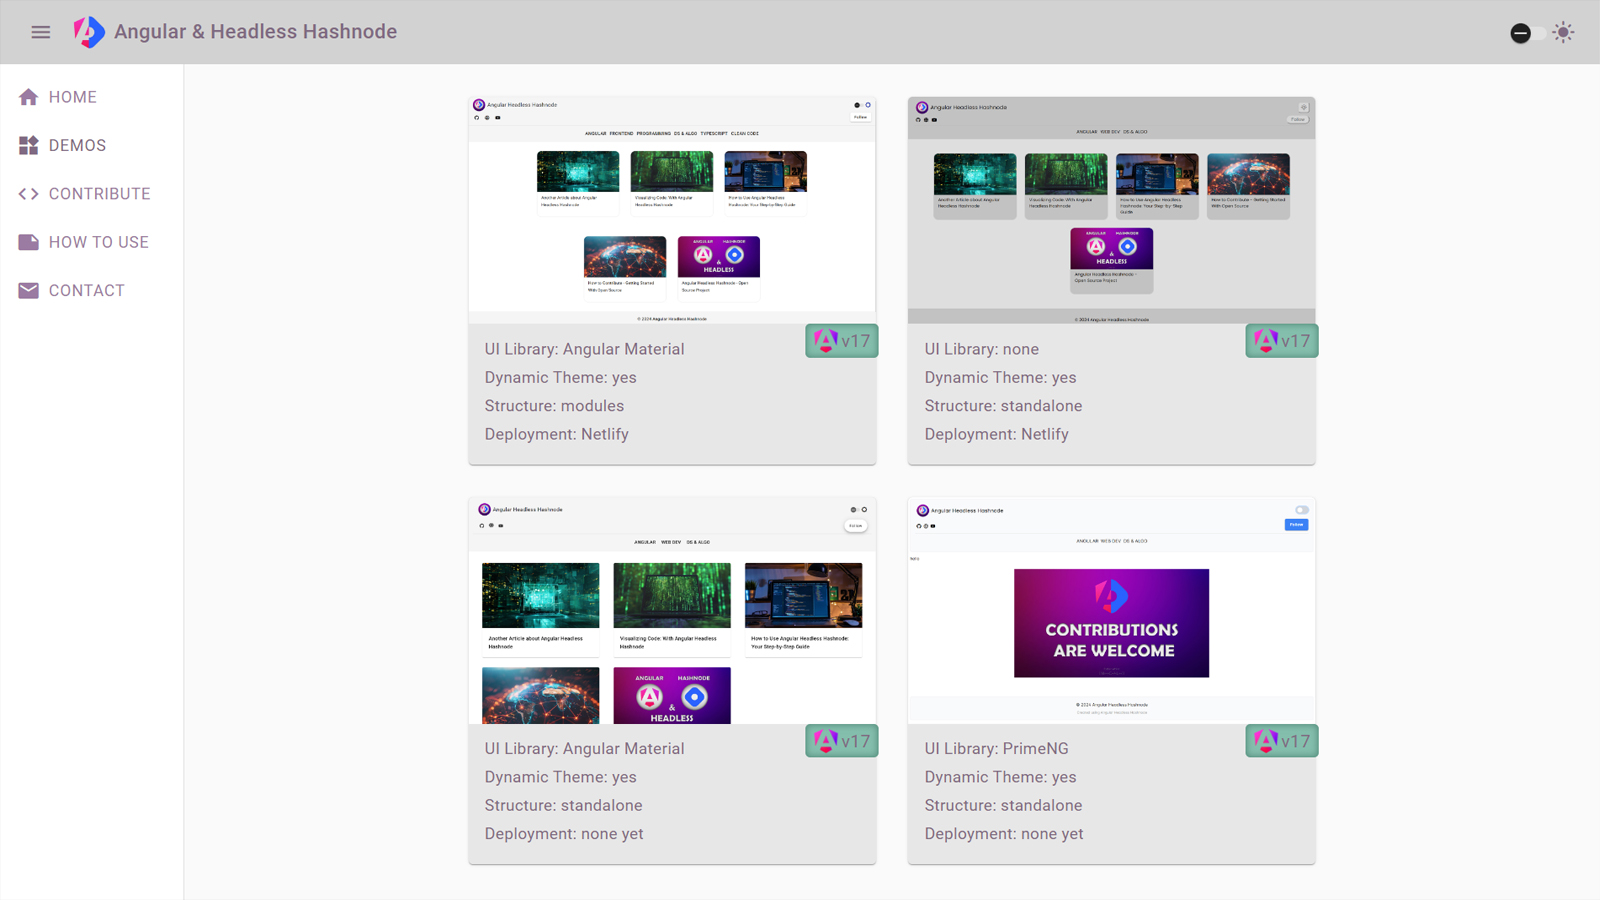 Angular & Headless Hashnode
HOME
DEMOS
CONTRIBUTE
HOW TO USE
CONTACT
Angular Headless Hashnode
Follow
ANGULAR FRONTEND PROGRAMMING DS & ALGO TYPESCRIPT CLEAN CODE
Another Article about Angular
Headless Hashnode
Visualizing Code: With Angular
Headless Hashnode
How to Use Angular Headless
Hashnode: Your Step-by-Step Guide
How to Contribute - Getting Started
With Open Source
ANGULAR HASHNODE
&
HEADLESS
Angular Headless Hashnode - Open
Source Project
© 2024 Angular Headless Hashnode
v17
UI Library: Angular Material
Dynamic Theme: yes
Structure: modules
Deployment: Netlify
Angular Headless Hashnode
Follow
ANGULAR WEB DEV DS & ALGO
Another Article about Angular
Headless Hashnode
Visualizing Code: With Angular
Headless Hashnode
How to Use Angular Headless
Hashnode: Your Step-by-Step
Guide
How to Contribute - Getting Started
With Open Source
ANGULAR HASHNODE
&
HEADLESS
Angular Headless Hashnode -
Open Source Project
© 2024 Angular Headless Hashnode
v17
UI Library: none
Dynamic Theme: yes
Structure: standalone
Deployment: Netlify
Angular Headless Hashnode
Follow
ANGULAR WEB DEV DS & ALGO
Another Article about Angular Headless
Hashnode
Visualizing Code: With Angular Headless
Hashnode
How to Use Angular Headless Hashnode:
Your Step-by-Step Guide
ANGULAR HASHNODE
&
HEADLESS
v17
UI Library: Angular Material
Dynamic Theme: yes
Structure: standalone
Deployment: none yet
Angular Headless Hashnode
Follow
ANGULAR WEB DEV DS & ALGO
CONTRIBUTIONS
ARE WELCOME
© 2024 Angular Headless Hashnode
v17
UI Library: PrimeNG
Dynamic Theme: yes
Structure: standalone
Deployment: none yet